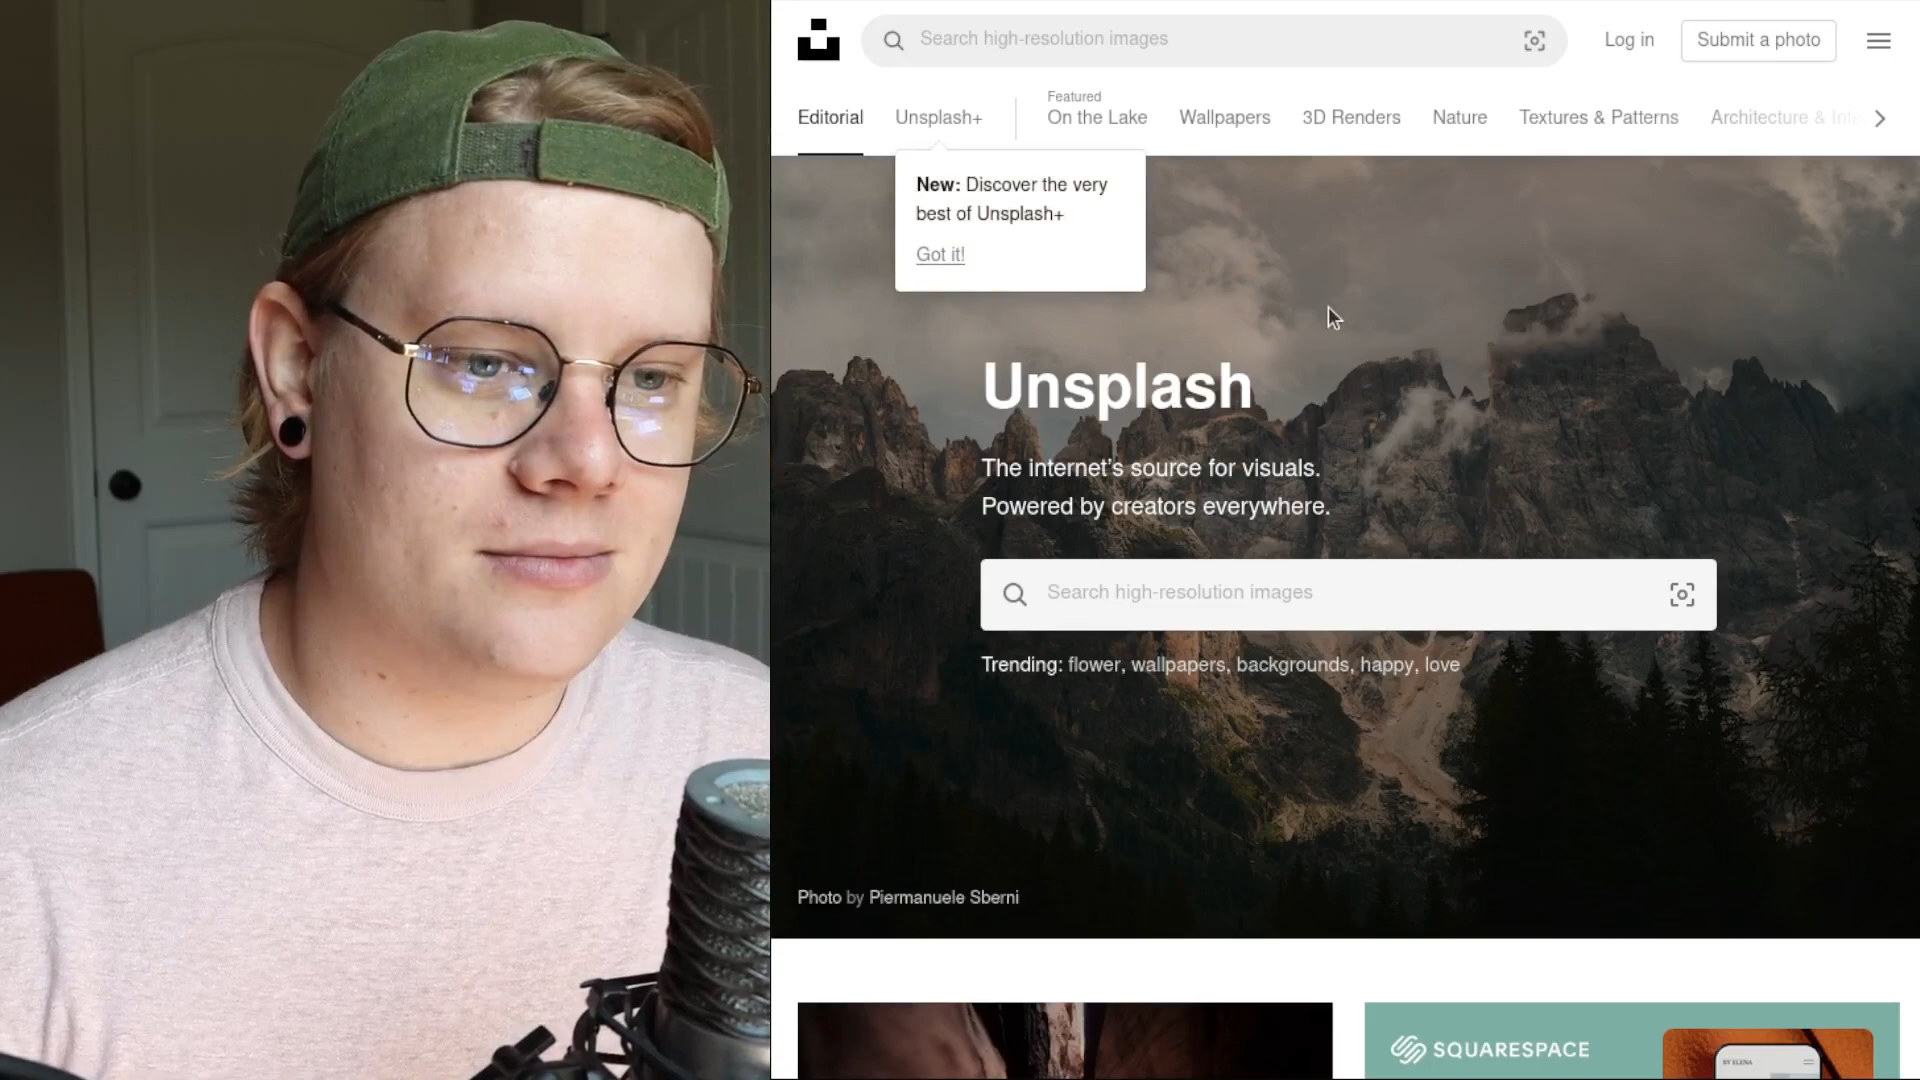 Search high-resolution images
Log in
Submit a photo
Editorial
Unsplash+
Featured
On the Lake
Wallpapers
3D Renders
Nature
Textures & Patterns
Architecture &
New: Discover the very
best of Unsplash+
Got it!
Unsplash
The internet's source for visuals.
Powered by creators everywhere.
Search high-resolution images
Trending: flower, wallpapers, backgrounds, happy, love
Photo by Piermanuele Sberni
SQUARESPACE
BY ELENA